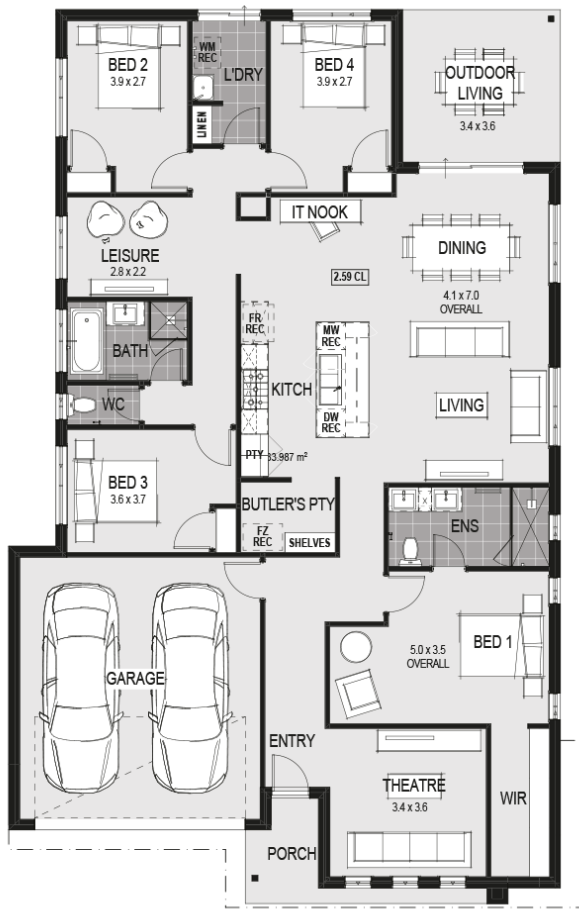 BED 2
3.9 x 2.7
WM
REC
L'DRY
LINEN
BED 4
3.9 x 2.7
OUTDOOR
LIVING
3.4 x 3.6
IT NOOK
LEISURE
2.8 x 2.2
DINING
2.59 CL
4.1 x 7.0
OVERALL
FR
REC
MW
REC
BATH
KITCH
LIVING
WC
DW
REC
PTY
33.987 m²
BED 3
3.6 x 3.7
BUTLER'S PTY
FZ
REC
SHELVES
ENS
BED 1
5.0 x 3.5
OVERALL
GARAGE
ENTRY
THEATRE
3.4 x 3.6
WIR
PORCH